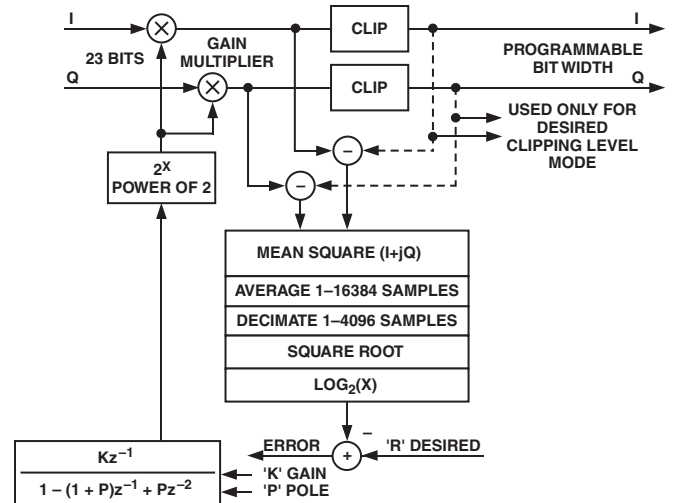 I
CLIP
I
23 BITS
GAIN
MULTIPLIER
PROGRAMMABLE
BIT WIDTH
Q
CLIP
Q
USED ONLY FOR
DESIRED
CLIPPING LEVEL
MODE
2^X
POWER OF 2
–
–
MEAN SQUARE (I+jQ)
AVERAGE 1–16384 SAMPLES
DECIMATE 1–4096 SAMPLES
SQUARE ROOT
LOG₂(X)
–
ERROR
+
'R' DESIRED
Kz⁻¹
1 – (1 + P)z⁻¹ + Pz⁻²
'K' GAIN
'P' POLE